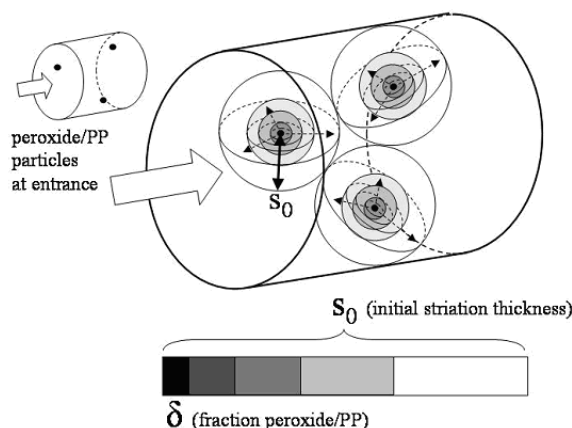 peroxide/PP
particles
at entrance
s₀
s₀ (initial striation thickness)
δ (fraction peroxide/PP)